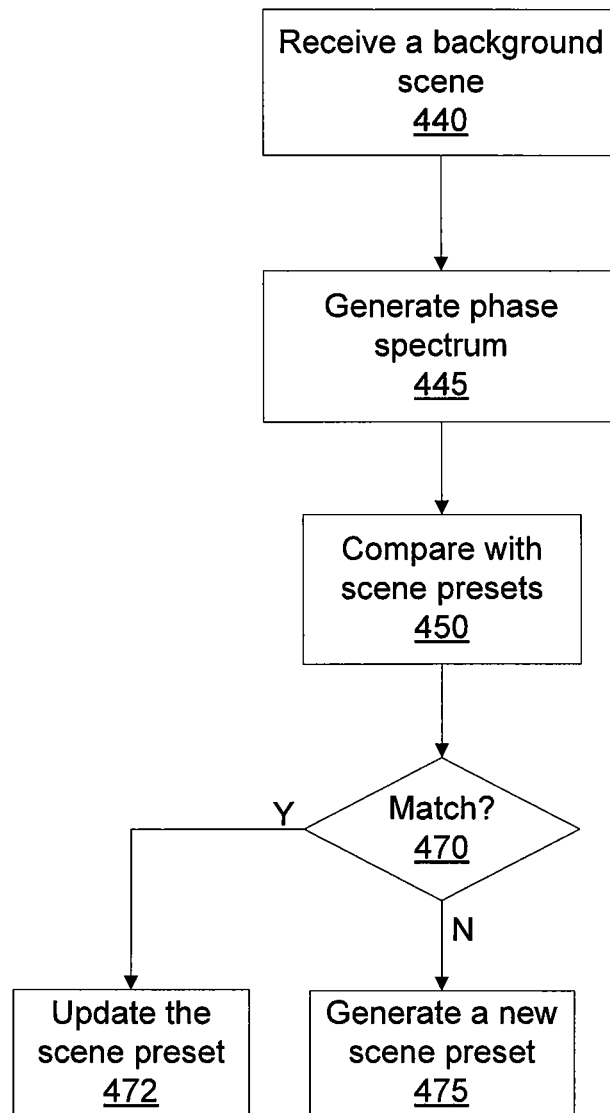 Receive a background
scene
440
Generate phase
spectrum
445
Compare with
scene presets
450
Match?
470
Y
N
Update the
scene preset
472
Generate a new
scene preset
475